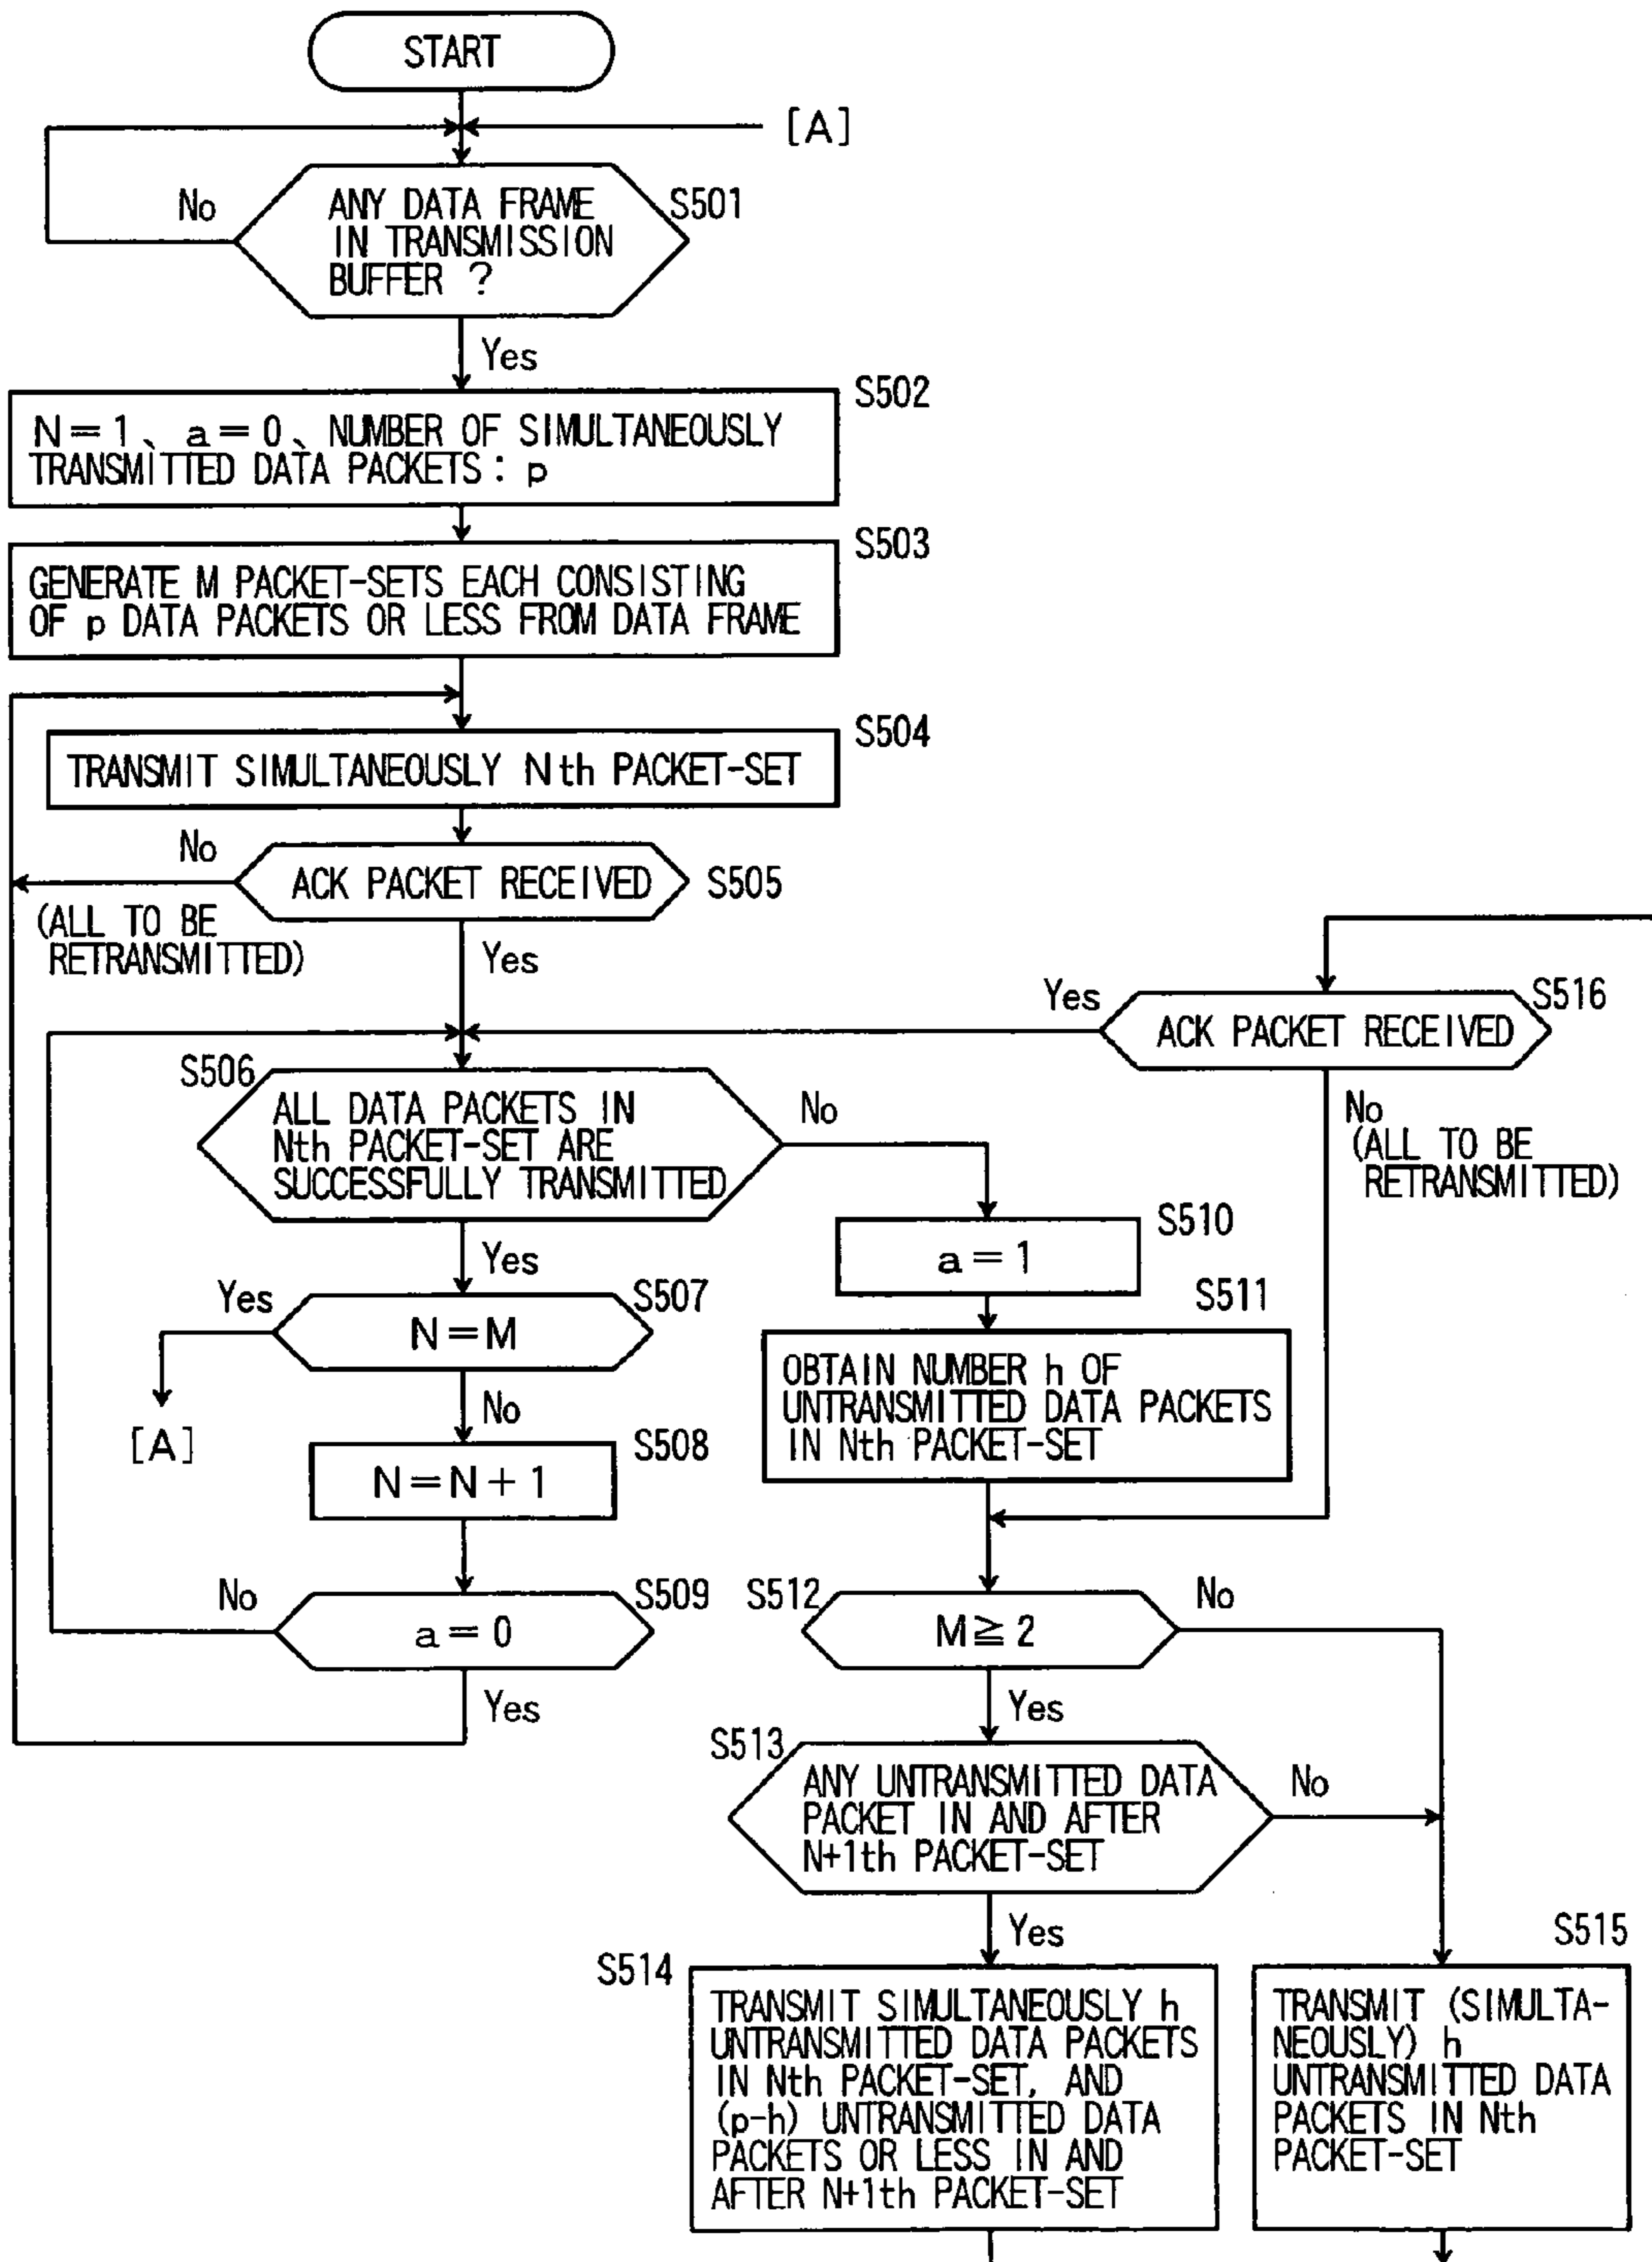 START
[A]
No
ANY DATA FRAME
IN TRANSMISSION
BUFFER ?
S501
Yes
S502
N=1、a=0、NUMBER OF SIMULTANEOUSLY
TRANSMITTED DATA PACKETS: p
S503
GENERATE M PACKET-SETS EACH CONSISTING
OF p DATA PACKETS OR LESS FROM DATA FRAME
S504
TRANSMIT SIMULTANEOUSLY Nth PACKET-SET
No
ACK PACKET RECEIVED
S505
(ALL TO BE
RETRANSMITTED)
Yes
Yes
S516
ACK PACKET RECEIVED
No
(ALL TO BE
RETRANSMITTED)
S506
ALL DATA PACKETS IN
Nth PACKET-SET ARE
SUCCESSFULLY TRANSMITTED
No
Yes
S510
a=1
Yes
S507
N=M
[A]
No
S511
OBTAIN NUMBER h OF
UNTRANSMITTED DATA PACKETS
IN Nth PACKET-SET
S508
N=N+1
No
S509
a=0
Yes
S512
M≧2
No
Yes
S513
ANY UNTRANSMITTED DATA
PACKET IN AND AFTER
N+1th PACKET-SET
No
Yes
S514
TRANSMIT SIMULTANEOUSLY h
UNTRANSMITTED DATA PACKETS
IN Nth PACKET-SET, AND
(p-h) UNTRANSMITTED DATA
PACKETS OR LESS IN AND
AFTER N+1th PACKET-SET
S515
TRANSMIT (SIMULTA-
NEOUSLY) h
UNTRANSMITTED DATA
PACKETS IN Nth
PACKET-SET